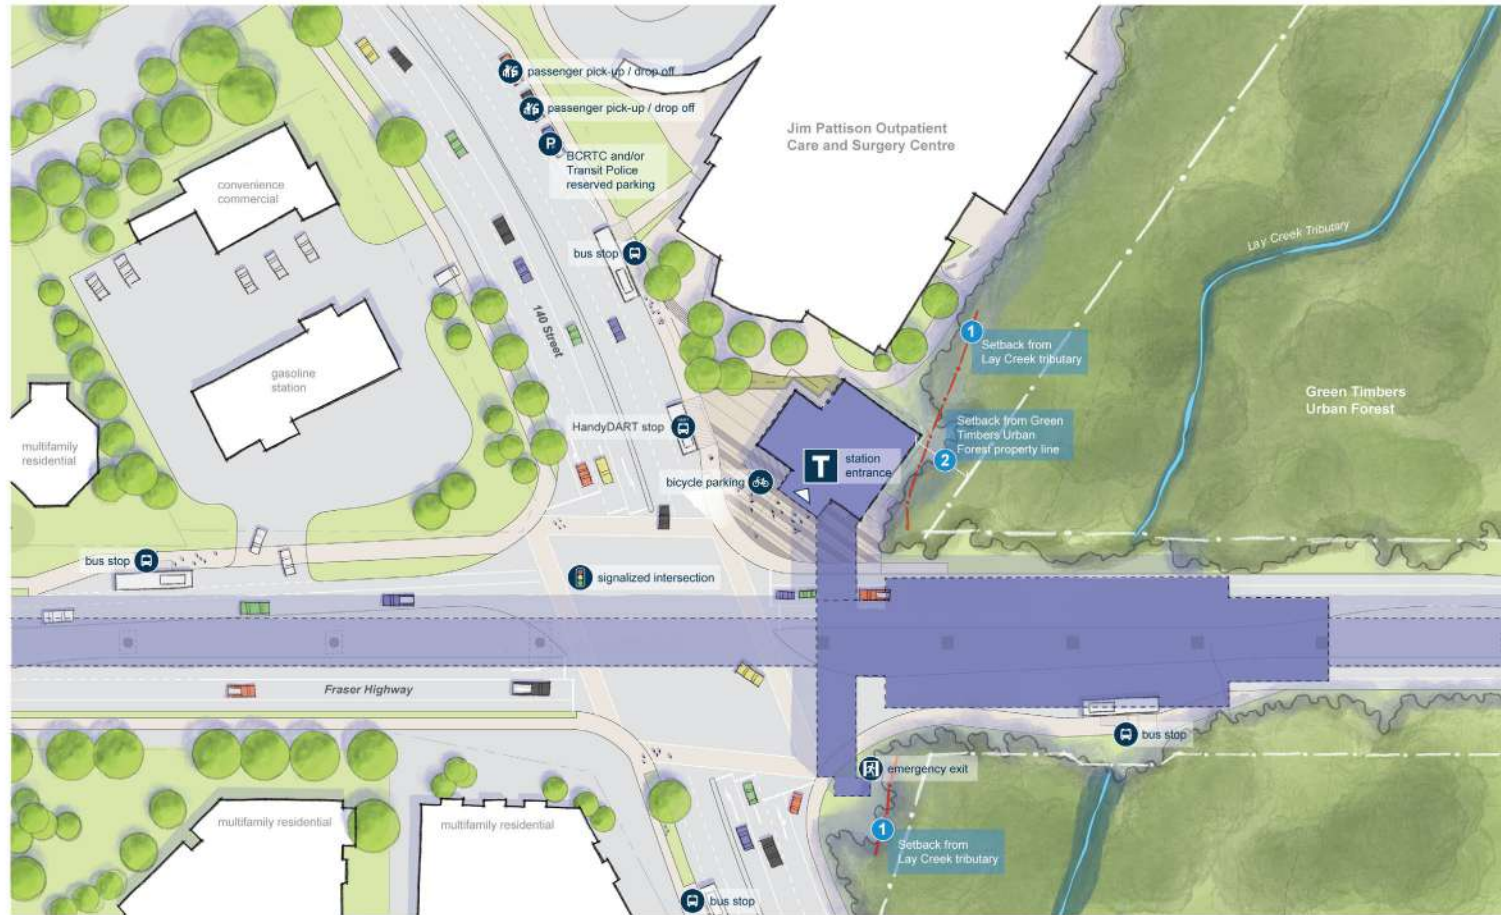 passenger pick-up / drop off
passenger pick-up / drop off
P
BCRTC and/or
Transit Police
reserved parking
Jim Pattison Outpatient
Care and Surgery Centre
convenience
commercial
bus stop
Lay Creek Tributary
140 Street
1
Setback from
Lay Creek tributary
gasoline
station
Green Timbers
Urban Forest
HandyDART stop
Setback from Green
Timbers Urban
Forest property line
2
multifamily
residential
T
station
entrance
bicycle parking
bus stop
signalized intersection
Fraser Highway
bus stop
emergency exit
multifamily residential
multifamily residential
1
Setback from
Lay Creek tributary
bus stop